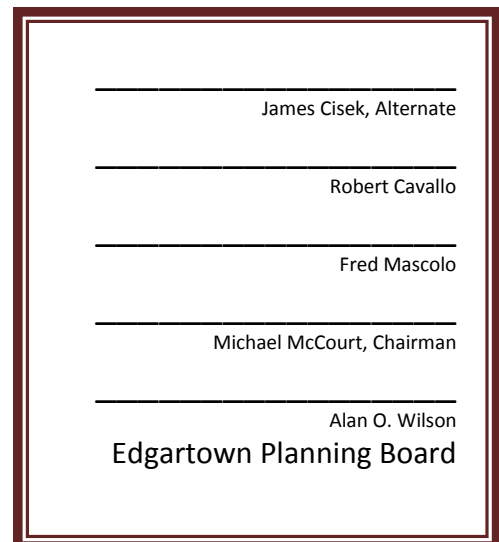 James Cisek, Alternate
Robert Cavallo
Fred Mascolo
Michael McCourt, Chairman
Alan O. Wilson
Edgartown Planning Board